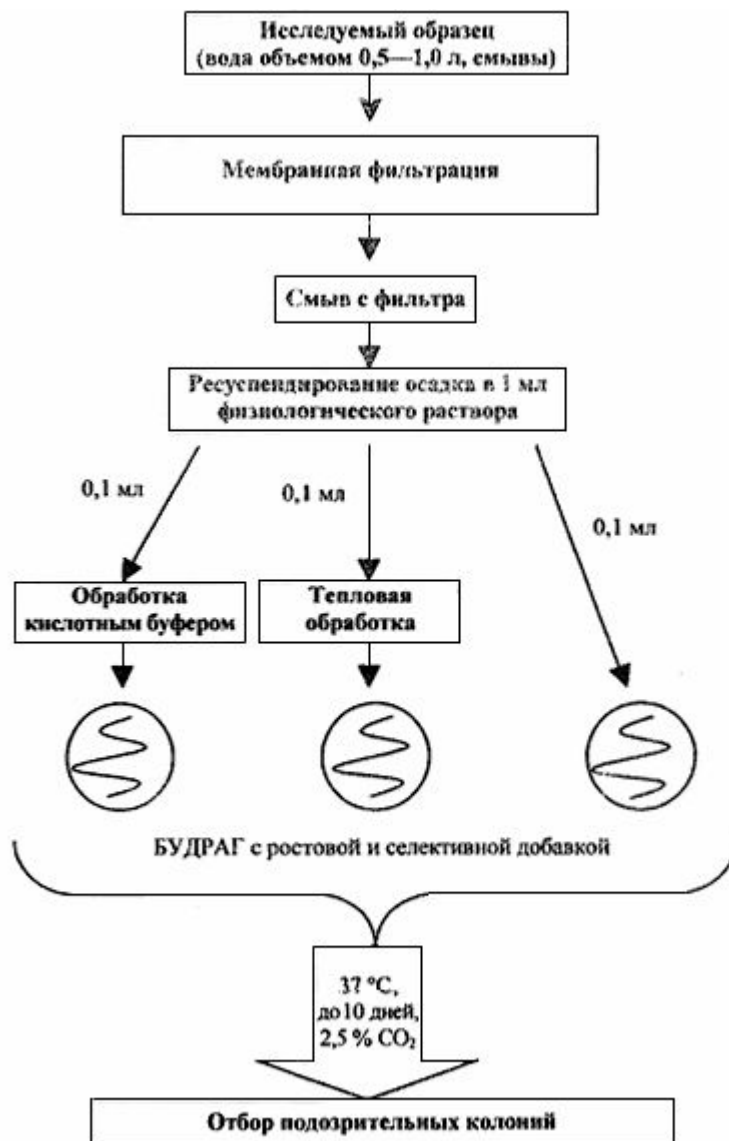 Исследуемый образец
(вода объемом 0,5—1,0 л, смывы)
Мембранная фильтрация
Смыв с фильтра
Ресуспендирование осадка в 1 мл
физиологического раствора
0,1 мл
0,1 мл
0,1 мл
Обработка
кислотным буфером
Тепловая
обработка
БУДРАГ с ростовой и селективной добавкой
37 °C,
до 10 дней,
2,5 % CO₂
Отбор подозрительных колоний